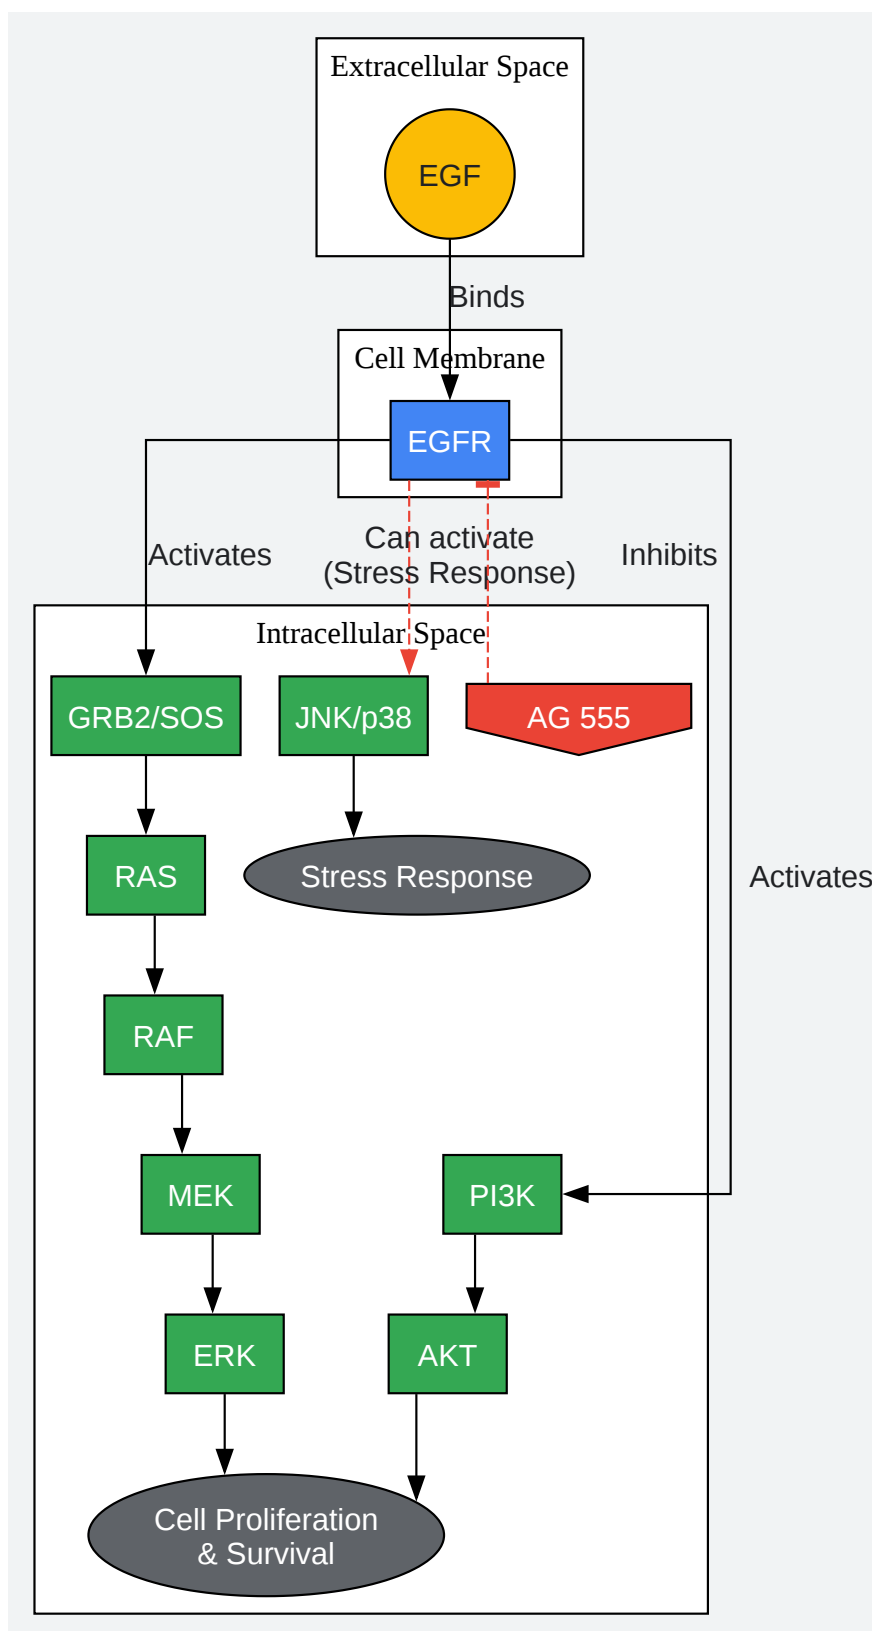 Extracellular Space
EGF
Binds
Cell Membrane
EGFR
Activates
Can activate
(Stress Response)
Inhibits
Intracellular Space
GRB2/SOS
JNK/p38
AG 555
RAS
Stress Response
Activates
RAF
MEK
PI3K
ERK
AKT
Cell Proliferation
& Survival